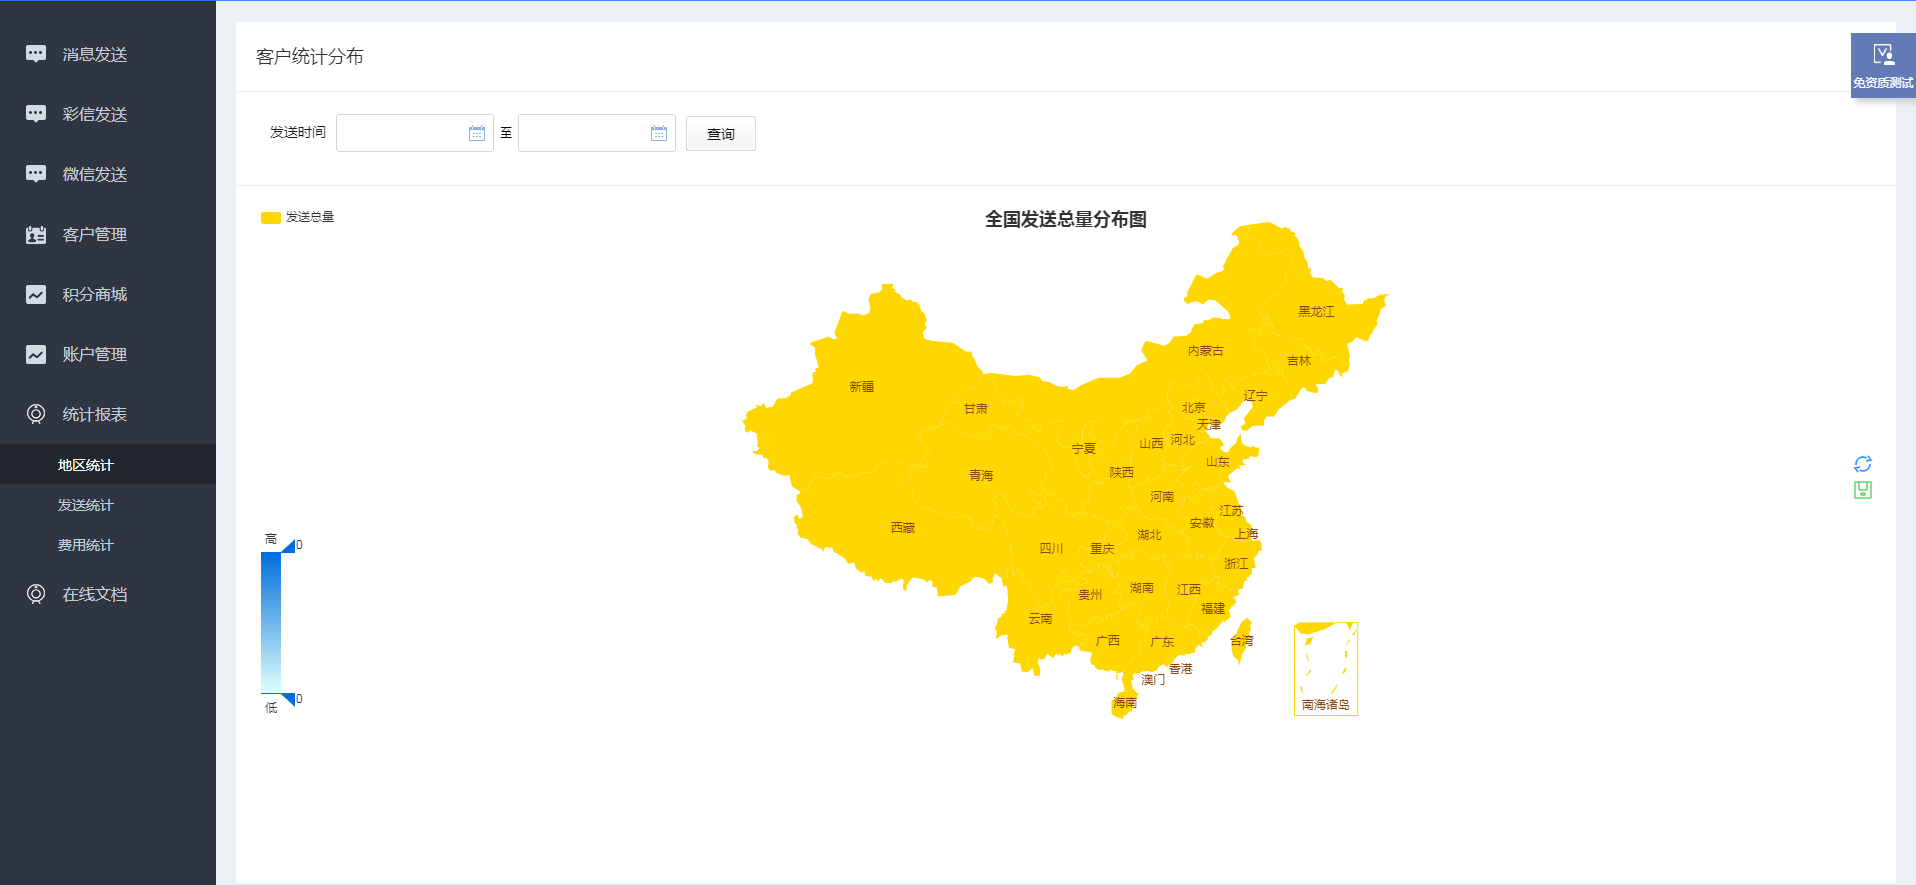 消息发送
彩信发送
微信发送
客户管理
积分商城
账户管理
统计报表
地区统计
发送统计
费用统计
在线文档
客户统计分布
免资质测试
发送时间 至 查询
发送总量
全国发送总量分布图
黑龙江
内蒙古
吉林
新疆
辽宁
甘肃
北京
天津
宁夏
山西
河北
陕西
山东
青海
河南
江苏
安徽
西藏
湖北
上海
四川
重庆
浙江
贵州
湖南
江西
福建
云南
广西
广东
台湾
香港
澳门
海南
南海诸岛
高
0
0
低